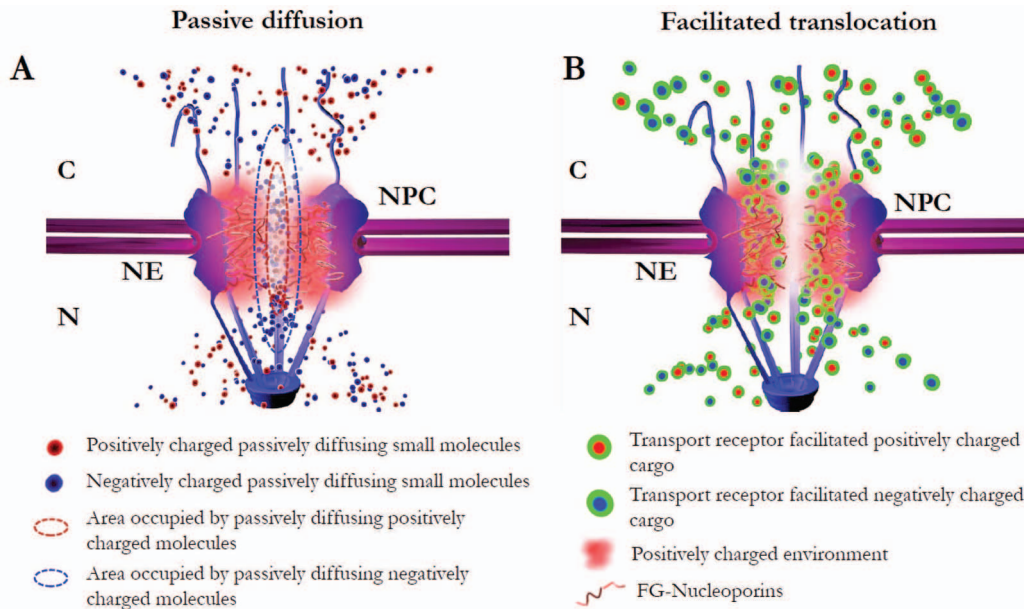 Passive diffusion
A
C
NPC
NE
N
Positively charged passively diffusing small molecules
Negatively charged passively diffusing small molecules
Area occupied by passively diffusing positively
charged molecules
Area occupied by passively diffusing negatively
charged molecules
Facilitated translocation
B
C
NPC
NE
N
Transport receptor facilitated positively charged
cargo
Transport receptor facilitated negatively charged
cargo
Positively charged environment
FG-Nucleoporins